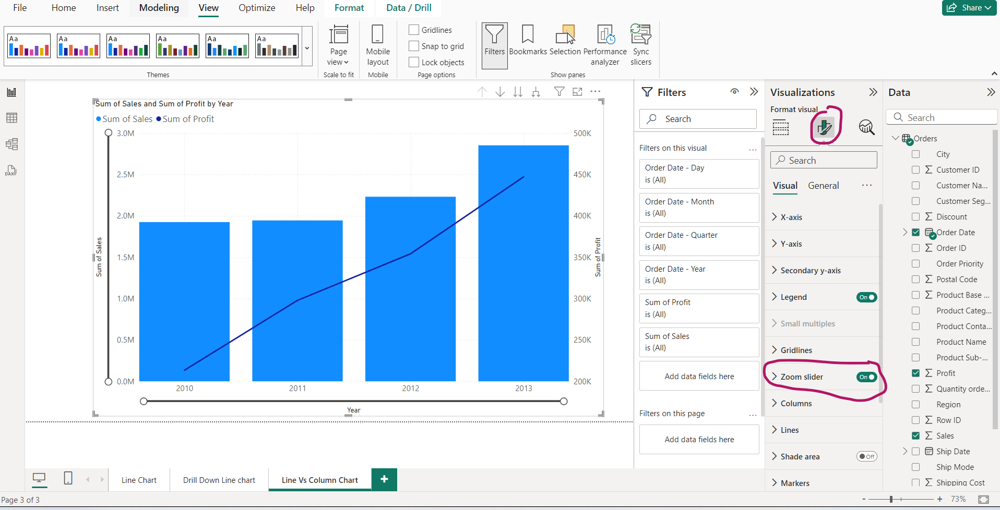 File Home Insert Modeling View Optimize Help Format Data / Drill Share
Aa Aa Aa Aa Aa Aa
Themes
Page view
Scale to fit
Mobile layout
Mobile
Gridlines
Snap to grid
Lock objects
Page options
Filters
Bookmarks
Selection
Performance analyzer
Sync slicers
Show panes
DAX
Sum of Sales and Sum of Profit by Year
Sum of Sales Sum of Profit
3.0M
2.5M
2.0M
1.5M
1.0M
0.5M
0.0M
Sum of Sales
500K
450K
400K
350K
300K
250K
200K
Sum of Profit
2010 2011 2012 2013
Year
Filters
Search
Filters on this visual ...
Order Date - Day
is (All)
Order Date - Month
is (All)
Order Date - Quarter
is (All)
Order Date - Year
is (All)
Sum of Profit
is (All)
Sum of Sales
is (All)
Add data fields here
Filters on this page ...
Add data fields here
Visualizations
Format visual
Search
Visual General ...
X-axis
Y-axis
Secondary y-axis
Legend On
Small multiples
Gridlines
Zoom slider On
Columns
Lines
Shade area Off
Markers
Data
Search
Orders
City
Customer ID
Customer Na...
Customer Seg...
Discount
Order Date
Order ID
Order Priority
Postal Code
Product Base ...
Product Categ...
Product Conta...
Product Name
Product Sub-...
Profit
Quantity orde...
Region
Row ID
Sales
Ship Date
Ship Mode
Shipping Cost
Line Chart Drill Down Line chart Line Vs Column Chart +
Page 3 of 3
- + 73%